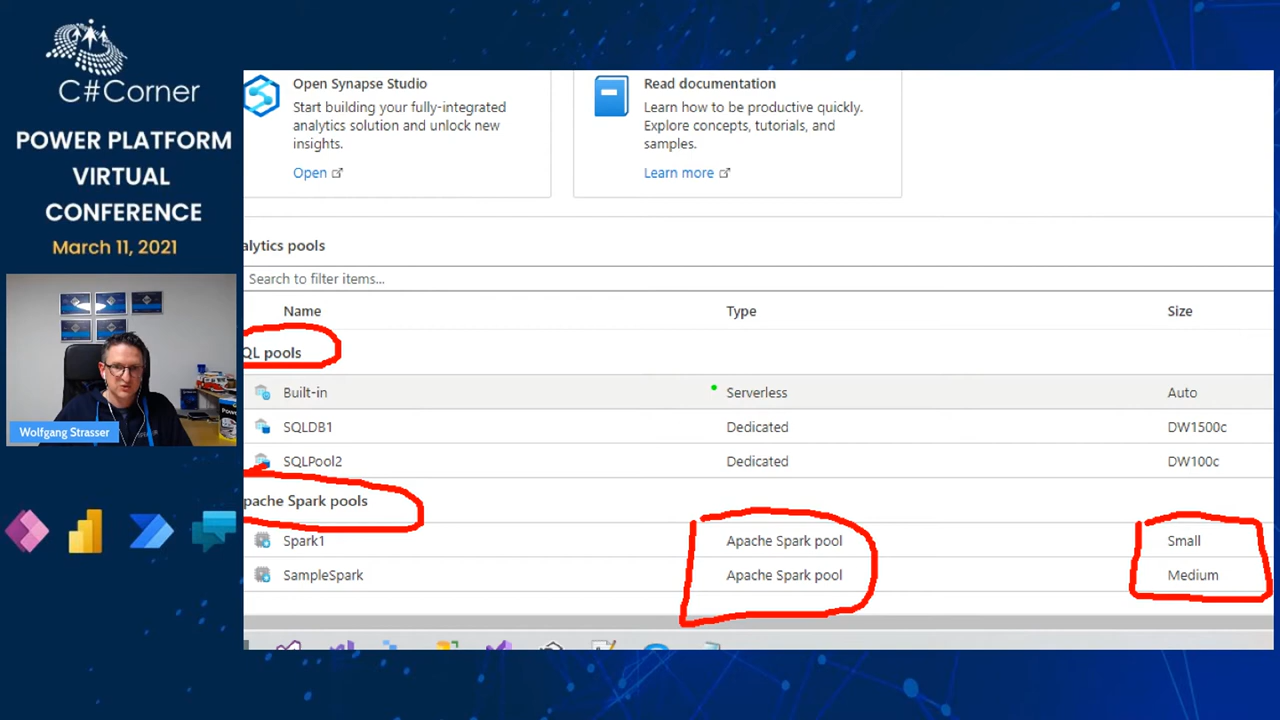 C#Corner
POWER PLATFORM
VIRTUAL
CONFERENCE
March 11, 2021
Wolfgang Strasser
Open Synapse Studio
Start building your fully-integrated
analytics solution and unlock new
insights.
Open
Read documentation
Learn how to be productive quickly.
Explore concepts, tutorials, and
samples.
Learn more
alytics pools
Search to filter items...
Name Type Size
QL pools
Built-in Serverless Auto
SQLDB1 Dedicated DW1500c
SQLPool2 Dedicated DW100c
pache Spark pools
Spark1 Apache Spark pool Small
SampleSpark Apache Spark pool Medium